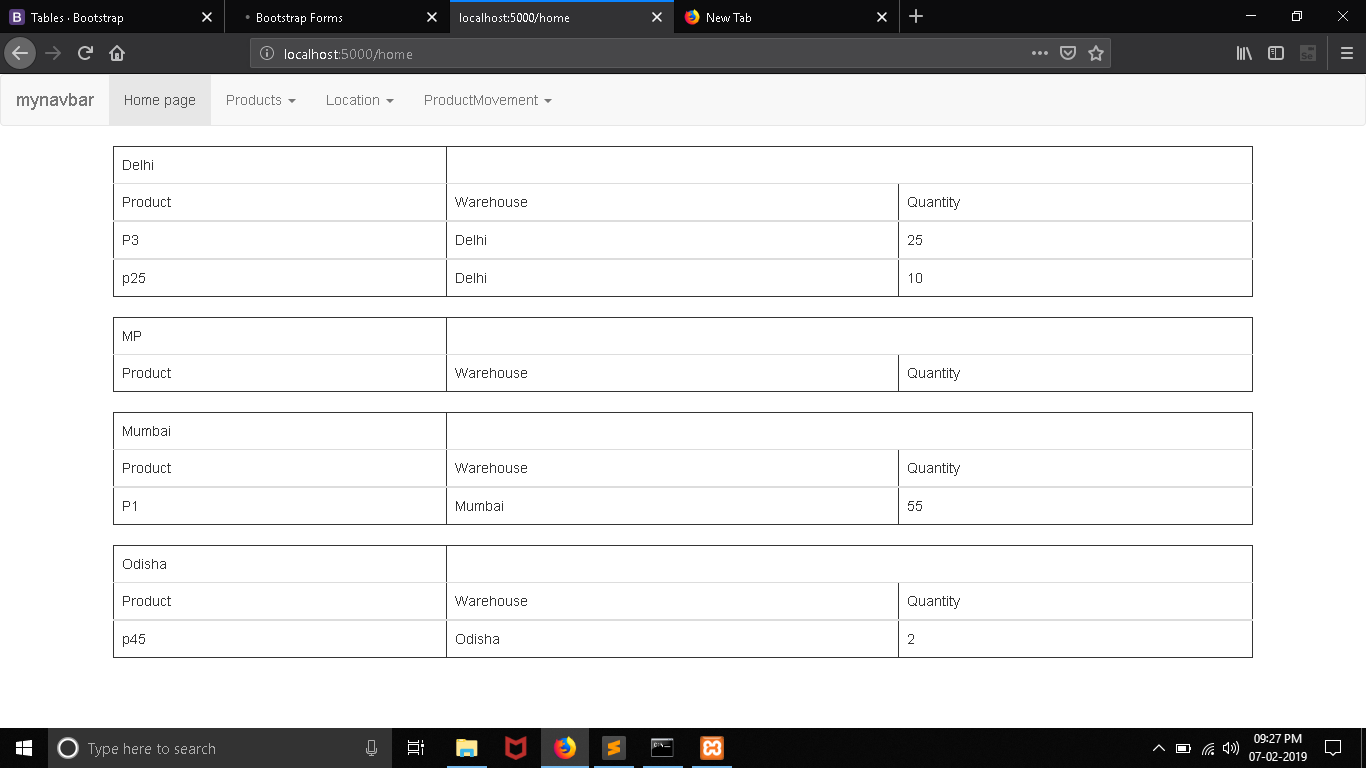 Tables · Bootstrap
Bootstrap Forms
localhost:5000/home
New Tab
localhost:5000/home
mynavbar
Home page
Products
Location
ProductMovement
Delhi
Product Warehouse Quantity
P3 Delhi 25
p25 Delhi 10
MP
Product Warehouse Quantity
Mumbai
Product Warehouse Quantity
P1 Mumbai 55
Odisha
Product Warehouse Quantity
p45 Odisha 2
Type here to search
09:27 PM
07-02-2019